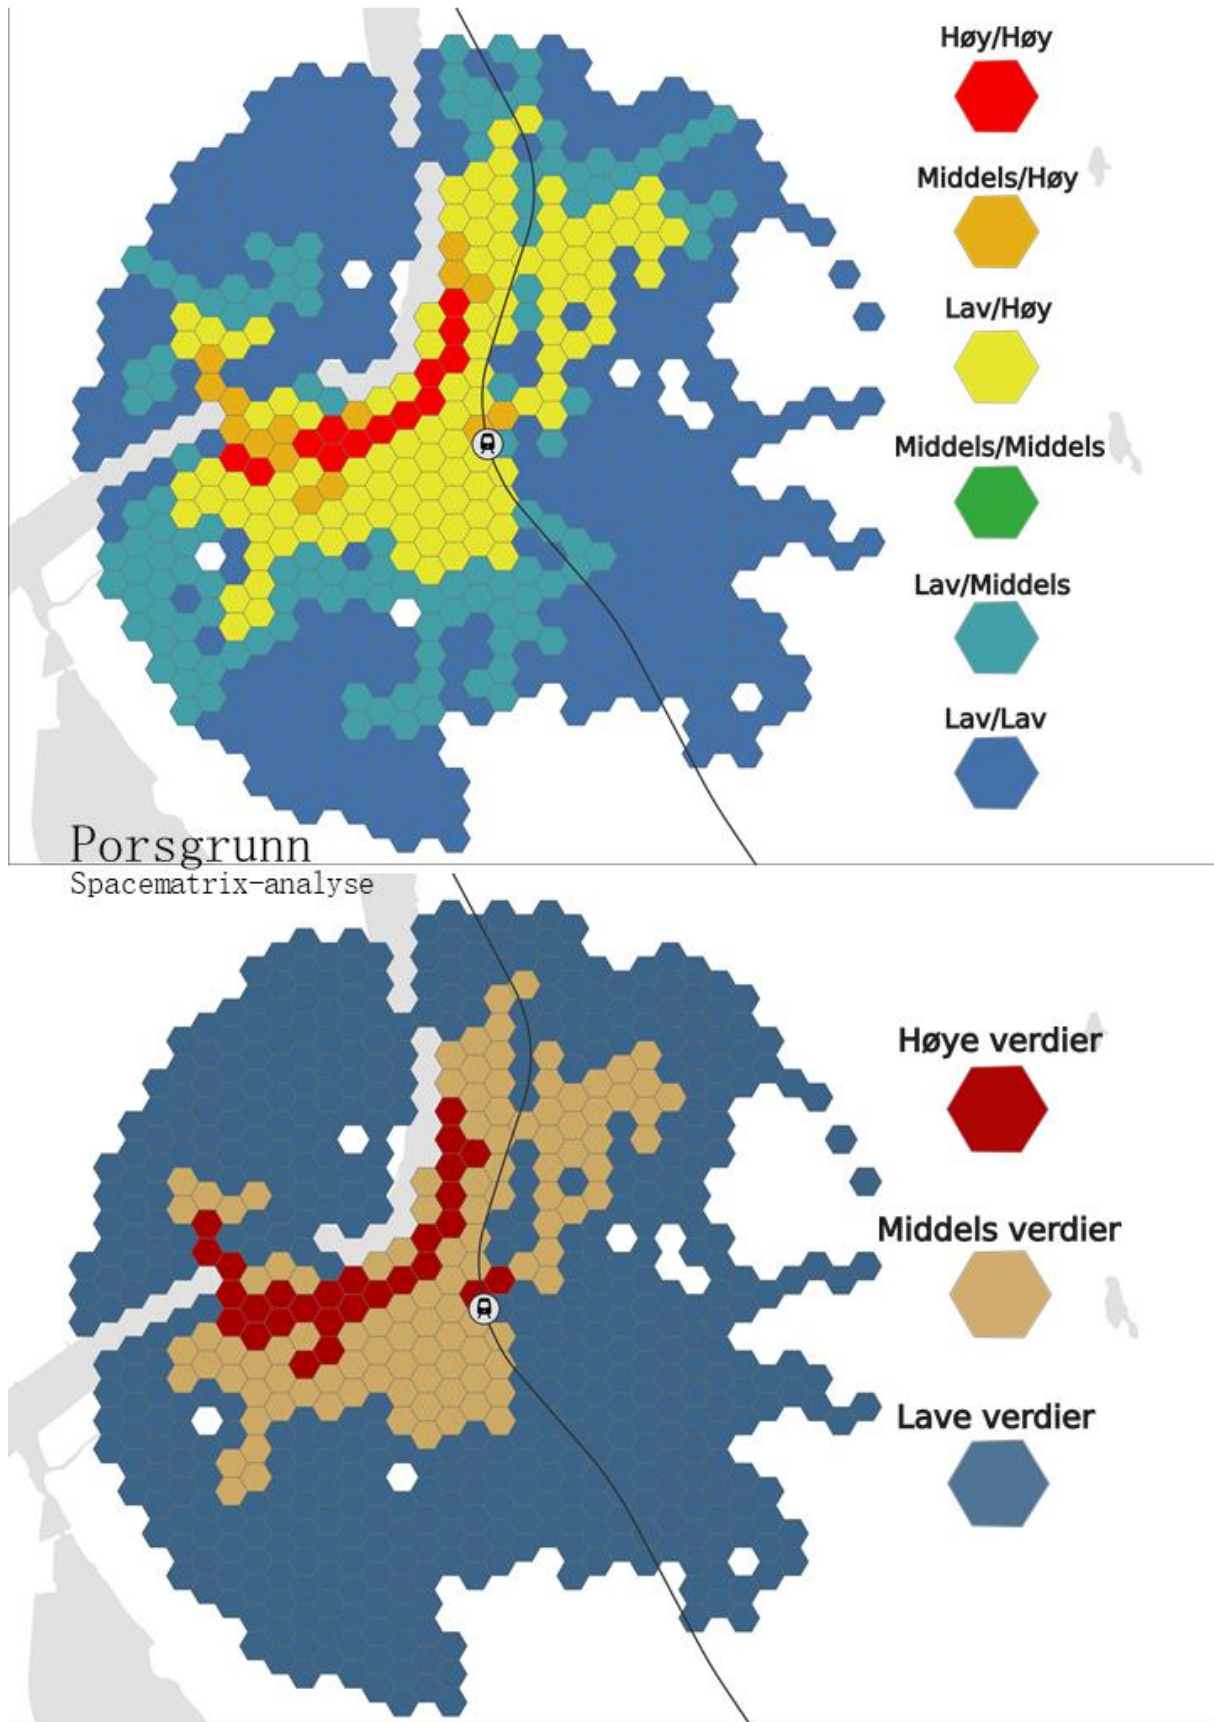 Høy/Høy
Middels/Høy
Lav/Høy
Middels/Middels
Lav/Middels
Lav/Lav
Porsgrunn
Spacematrix-analyse
Høye verdier
Middels verdier
Lave verdier